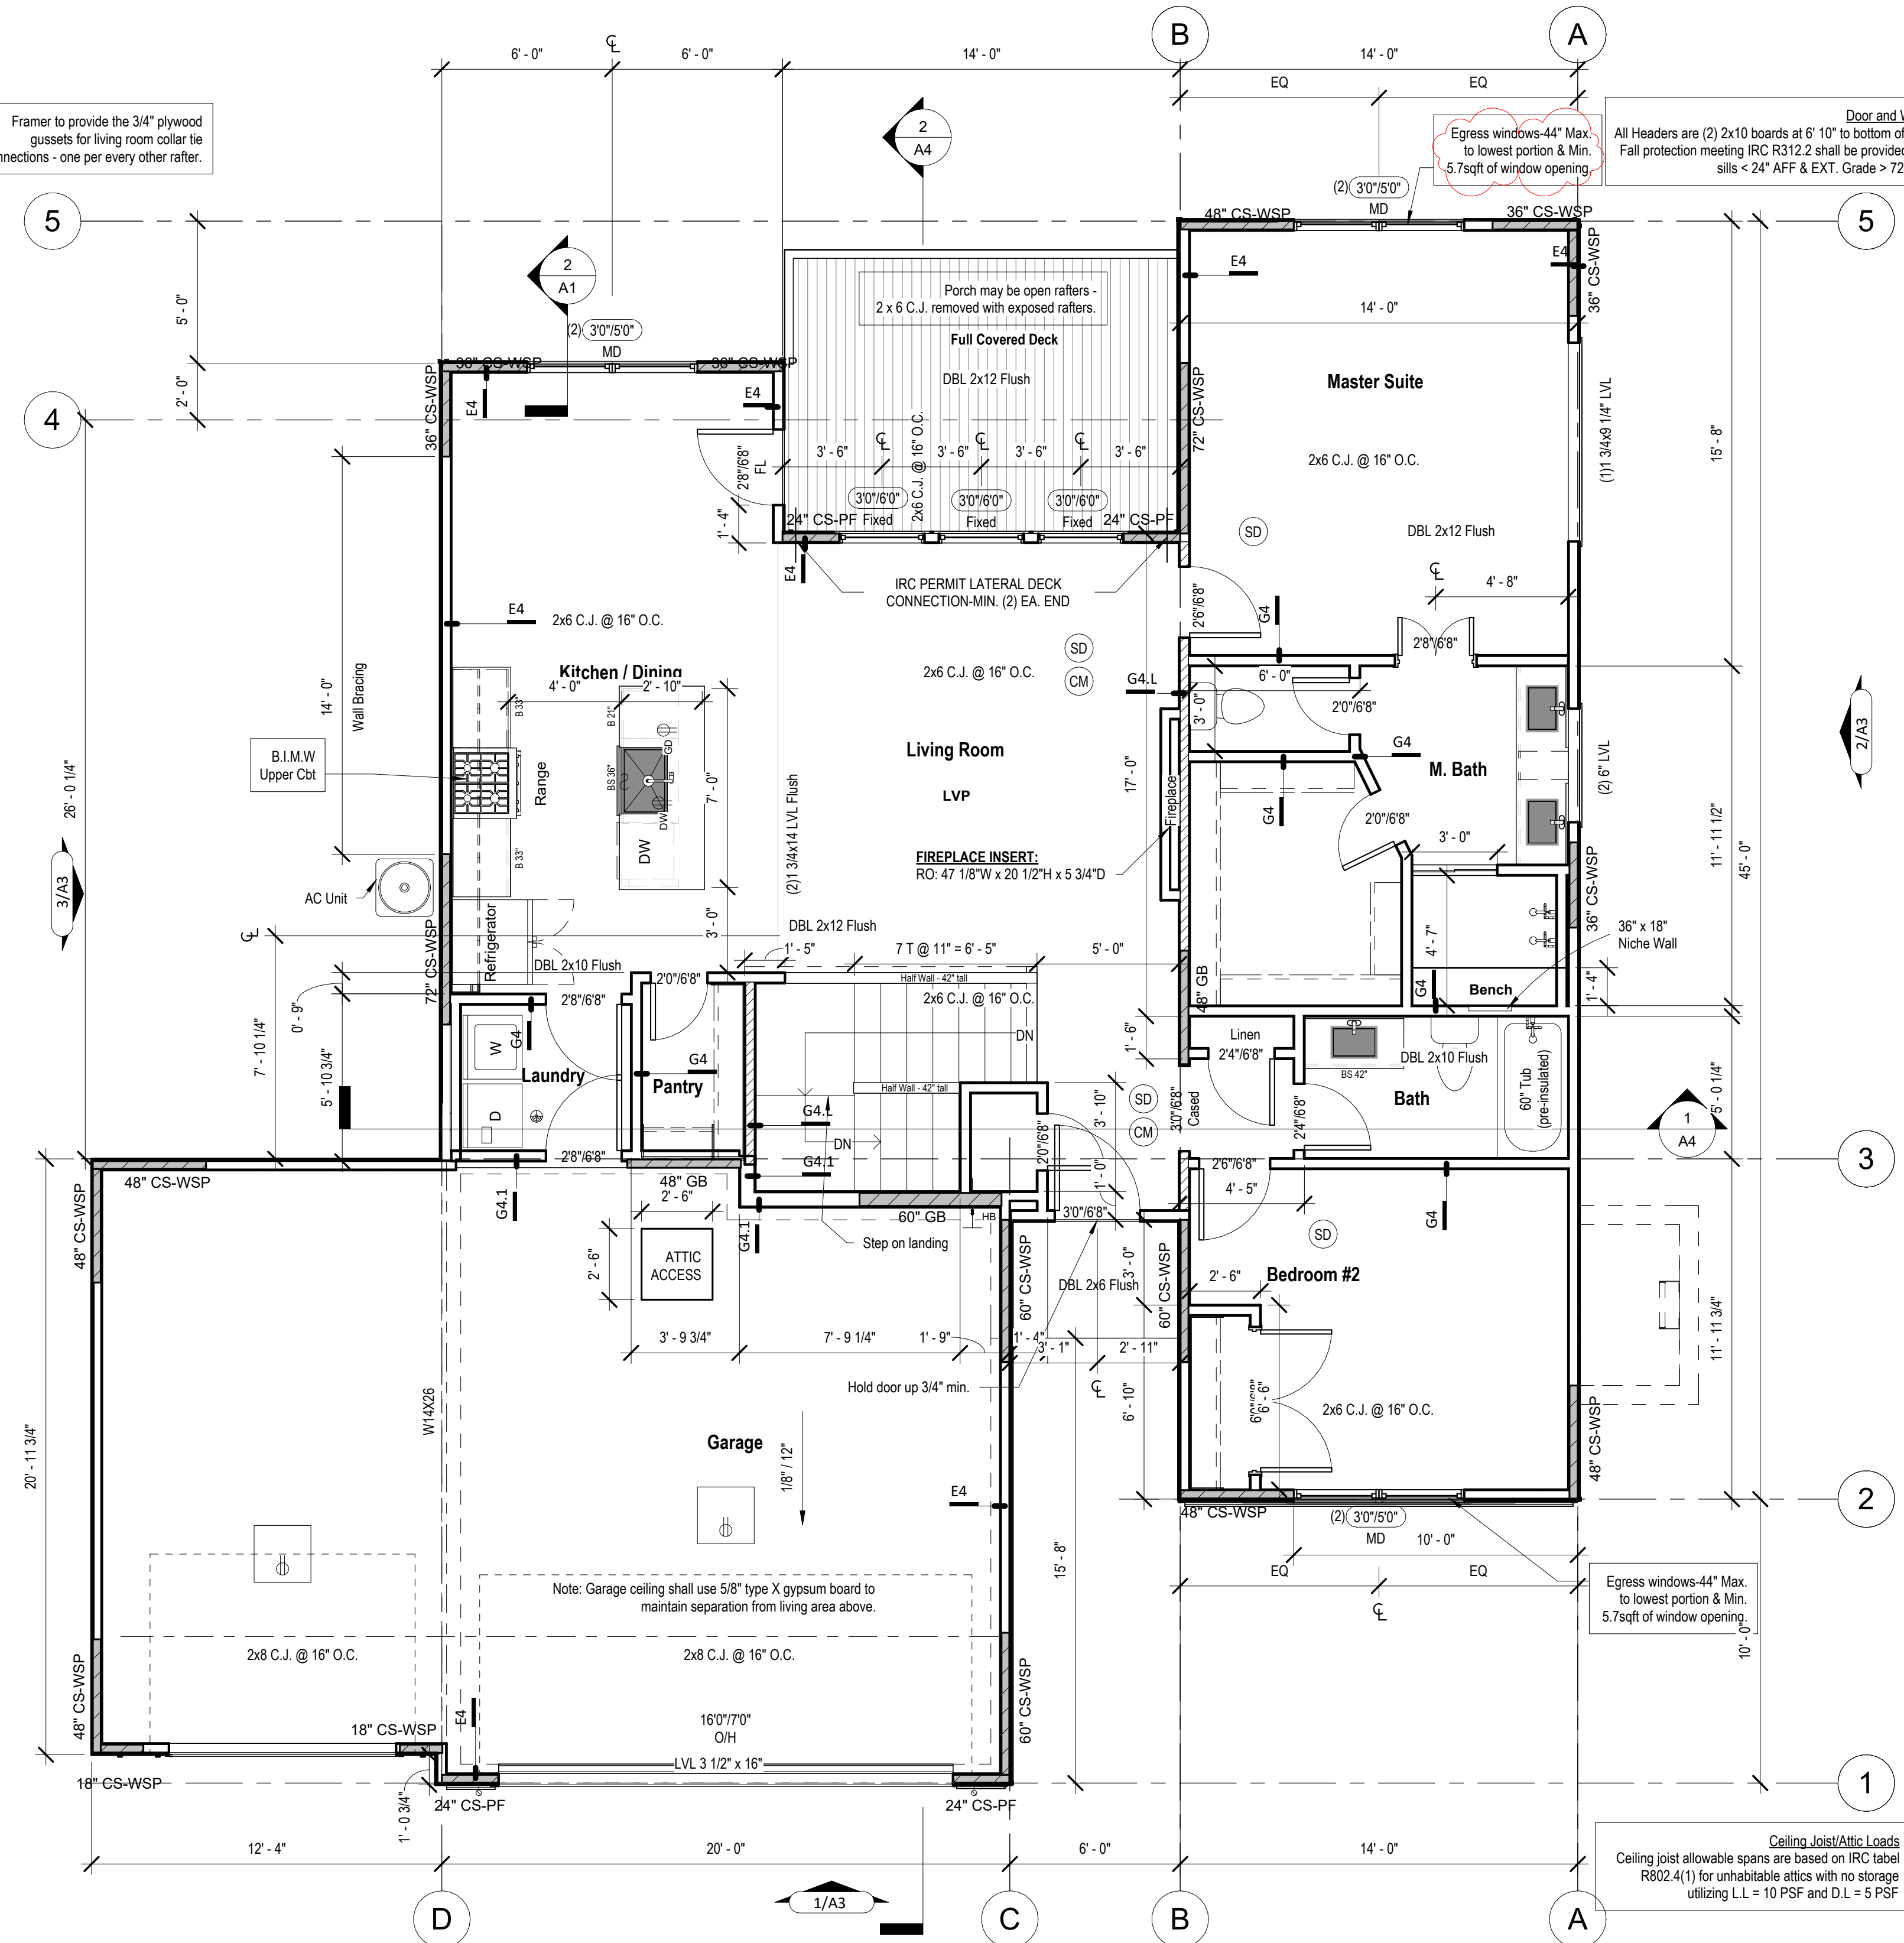 B
A
6' - 0"
6' - 0"
14' - 0"
14' - 0"
EQ
EQ
Framer to provide the 3/4" plywood
gussets for living room collar tie
nnections - one per every other rafter.
2
A4
Egress windows-44" Max.
to lowest portion & Min.
5.7sqft of window opening.
Door and W
All Headers are (2) 2x10 boards at 6' 10" to bottom of
Fall protection meeting IRC R312.2 shall be provided
sills < 24" AFF & EXT. Grade > 72
(2) 3'0"/5'0"
MD
5
48" CS-WSP
36" CS-WSP
5
36" CS-WSP
E4
E4
2
A1
5' - 0"
Porch may be open rafters -
2 x 6 C.J. removed with exposed rafters.
Full Covered Deck
DBL 2x12 Flush
14' - 0"
(2) 3'0"/5'0"
MD
36" CS-WSP
36" CS-WSP
2' - 0"
4
36" CS-WSP
E4
E4
72" CS-WSP
Master Suite
(1)1 3/4x9 1/4" LVL
15' - 8"
2x6 C.J. @ 16" O.C.
2x6 C.J. @ 16" O.C.
3' - 6"
3' - 6"
3' - 6"
3' - 6"
2'8"/6'8"
FL
3'0"/6'0"
Fixed
3'0"/6'0"
Fixed
3'0"/6'0"
Fixed
24" CS-PF
24" CS-PF
1' - 4"
SD
DBL 2x12 Flush
E4
IRC PERMIT LATERAL DECK
CONNECTION-MIN. (2) EA. END
4' - 8"
2'6"/6'8"
G4
2'8"/6'8"
E4
2x6 C.J. @ 16" O.C.
SD
CM
2x6 C.J. @ 16" O.C.
Kitchen / Dining
4' - 0"
2' - 10"
G4.L
6' - 0"
3' - 0"
2'0"/6'8"
14' - 0"
Wall Bracing
B 33"
B 21"
GD
2/A3
B.I.M.W
Upper Cbt
Living Room
LVP
G4
M. Bath
(2) 6" LVL
26' - 0 1/4"
Range
BS 36"
DW
DW
7' - 0"
(2)1 3/4x14 LVL Flush
17' - 0"
Fireplace
G4
2'0"/6'8"
3' - 0"
11' - 11 1/2"
45' - 0"
B 33"
FIREPLACE INSERT:
RO: 47 1/8"W x 20 1/2"H x 5 3/4"D
3/A3
AC Unit
36" CS-WSP
36" x 18"
Niche Wall
4' - 7"
72" CS-WSP
Refrigerator
3' - 0"
DBL 2x12 Flush
1' - 5"
7 T @ 11" = 6' - 5"
5' - 0"
DBL 2x10 Flush
2'0"/6'8"
Half Wall - 42" tall
2x6 C.J. @ 16" O.C.
48" GB
G4
Bench
1' - 4"
0' - 9"
7' - 10 1/4"
2'8"/6'8"
G4
W
DN
1' - 6"
Linen
2'4"/6'8"
DBL 2x10 Flush
BS 42"
60" Tub
(pre-insulated)
5' - 10 3/4"
Laundry
G4
Pantry
Half Wall - 42" tall
D
G4.L
DN
SD
CM
3' - 10"
3'0"/6'8"
Cased
2'4"/6'8"
Bath
1
A4
5' - 0 1/4"
2'0"/6'8"
2'8"/6'8"
G4.1
1' - 0"
2'6"/6'8"
3
48" CS-WSP
48" GB
2' - 6"
4' - 5"
48" CS-WSP
G4.1
60" GB
HB
3'0"/6'8"
G4
G4.1
Step on landing
SD
2' - 6"
ATTIC
ACCESS
60" CS-WSP
DBL 2x6 Flush
3' - 0"
60" CS-WSP
2' - 6"
Bedroom #2
3' - 9 3/4"
7' - 9 1/4"
1' - 9"
1' - 4"
3' - 1"
2' - 11"
11' - 11 3/4"
Hold door up 3/4" min.
W14X26
6' - 10"
6' - 6"
2x6 C.J. @ 16" O.C.
48" CS-WSP
20' - 11 3/4"
Garage
1/8" / 12"
E4
2
48" CS-WSP
(2) 3'0"/5'0"
MD
10' - 0"
EQ
EQ
15' - 8"
Note: Garage ceiling shall use 5/8" type X gypsum board to
maintain separation from living area above.
Egress windows-44" Max.
to lowest portion & Min.
5.7sqft of window opening.
10' - 0"
2x8 C.J. @ 16" O.C.
2x8 C.J. @ 16" O.C.
48" CS-WSP
60" CS-WSP
18" CS-WSP
E4
16'0"/7'0"
O/H
LVL 3 1/2" x 16"
18" CS-WSP
1' - 0 3/4"
24" CS-PF
24" CS-PF
1
12' - 4"
20' - 0"
6' - 0"
14' - 0"
Ceiling Joist/Attic Loads
Ceiling joist allowable spans are based on IRC tabel
R802.4(1) for unhabitable attics with no storage
utilizing L.L = 10 PSF and D.L = 5 PSF
1/A3
D
C
B
A